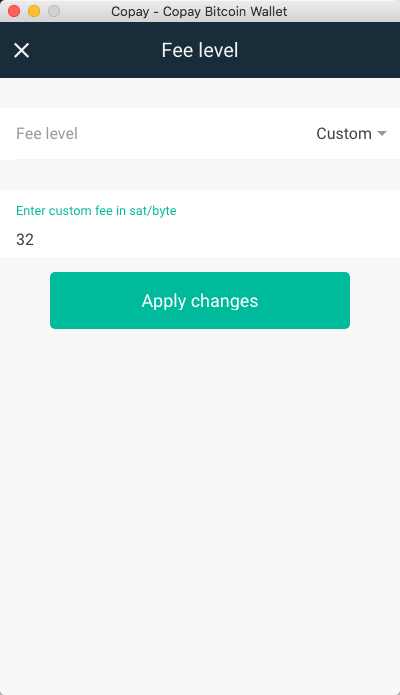 Copay - Copay Bitcoin Wallet
Fee level
Fee level Custom
Enter custom fee in sat/byte
32
Apply changes